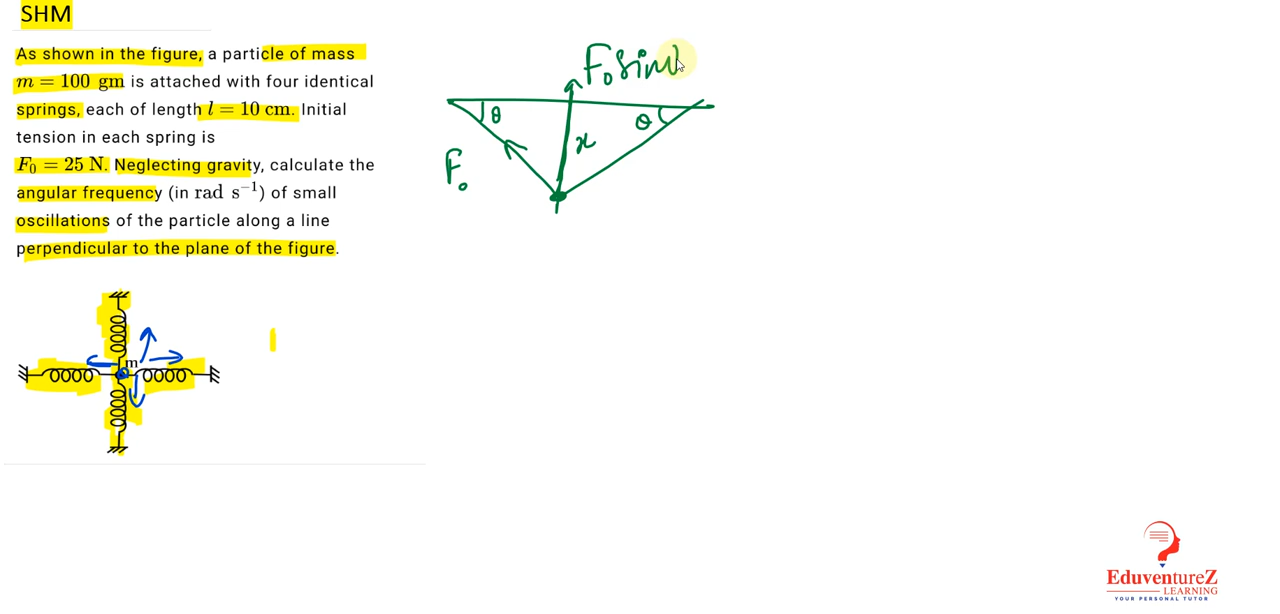 SHM
As shown in the figure, a particle of mass
m = 100 gm is attached with four identical
springs, each of length l = 10 cm. Initial
tension in each spring is
F₀ = 25 N. Neglecting gravity, calculate the
angular frequency (in rad s⁻¹) of small
oscillations of the particle along a line
perpendicular to the plane of the figure.
m
F₀ sin
θ
θ
x
F₀
EduventureZ
LEARNING
YOUR PERSONAL TUTOR